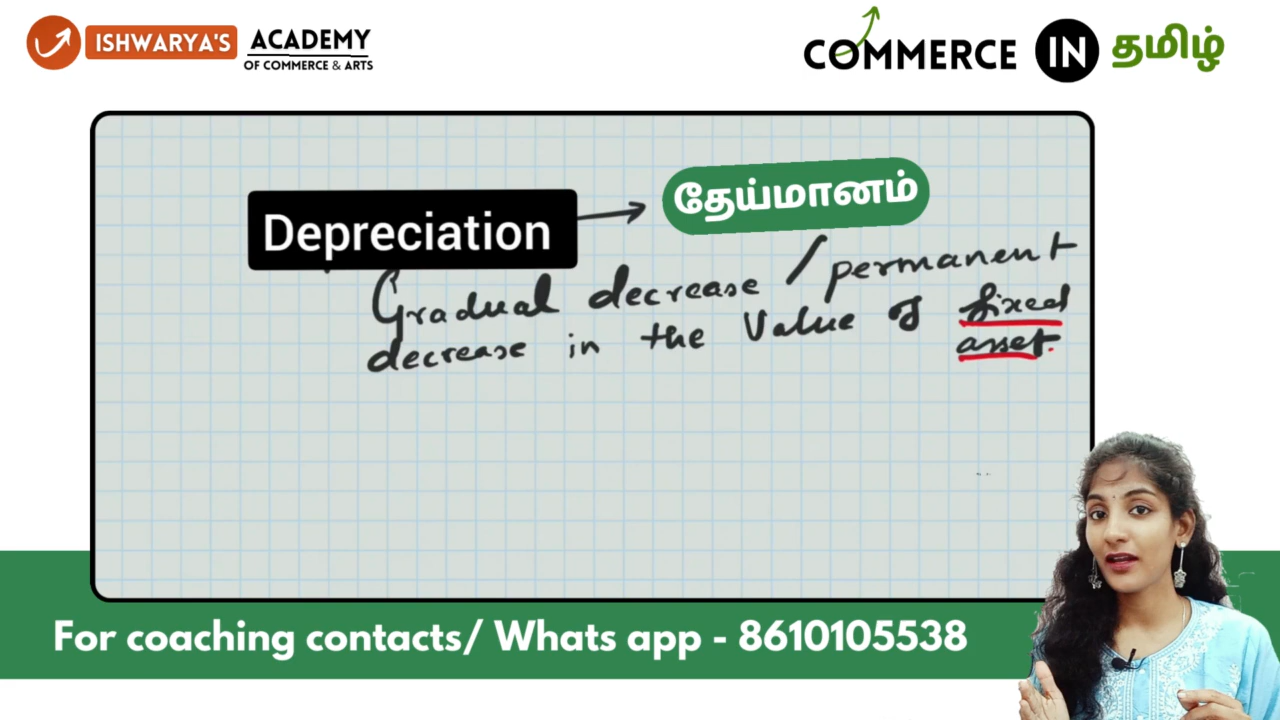 ISHWARYA'S ACADEMY
OF COMMERCE & ARTS
COMMERCE IN தமிழ்
Depreciation → தேய்மானம்
Gradual decrease / permanent
decrease in the value of fixed
asset.
For coaching contacts/ Whats app - 8610105538